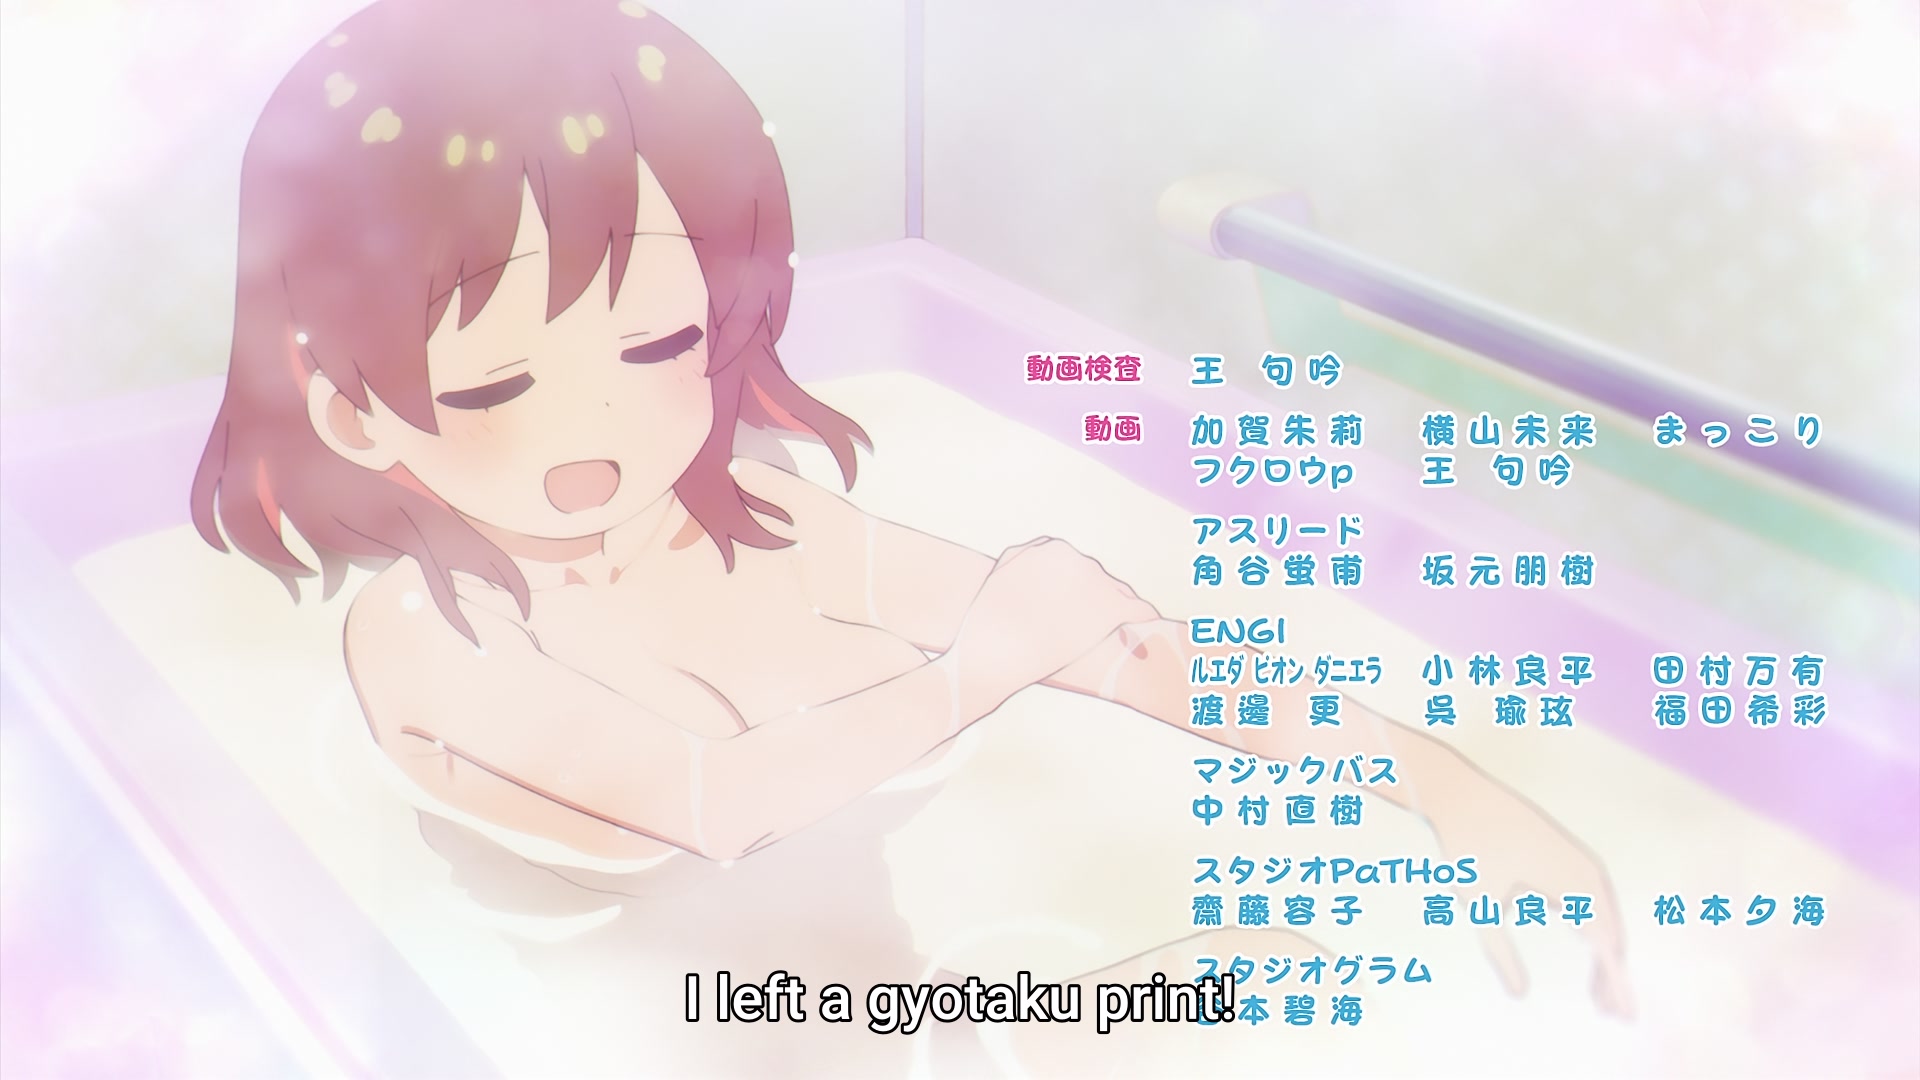 動画検査 王 句吟
動画 加賀朱莉 横山未来 まっこり
フクロウp 王 句吟
アスリード
角谷蛍甫 坂元朋樹
ENGI
ルエダ ピオン ダニエラ 小林良平 田村万有
渡邊 更 呉 瑜玹 福田希彩
マジックバス
中村直樹
スタジオPaTHoS
齋藤容子 高山良平 松本夕海
スタジオグラム
本碧海
I left a gyotaku print!